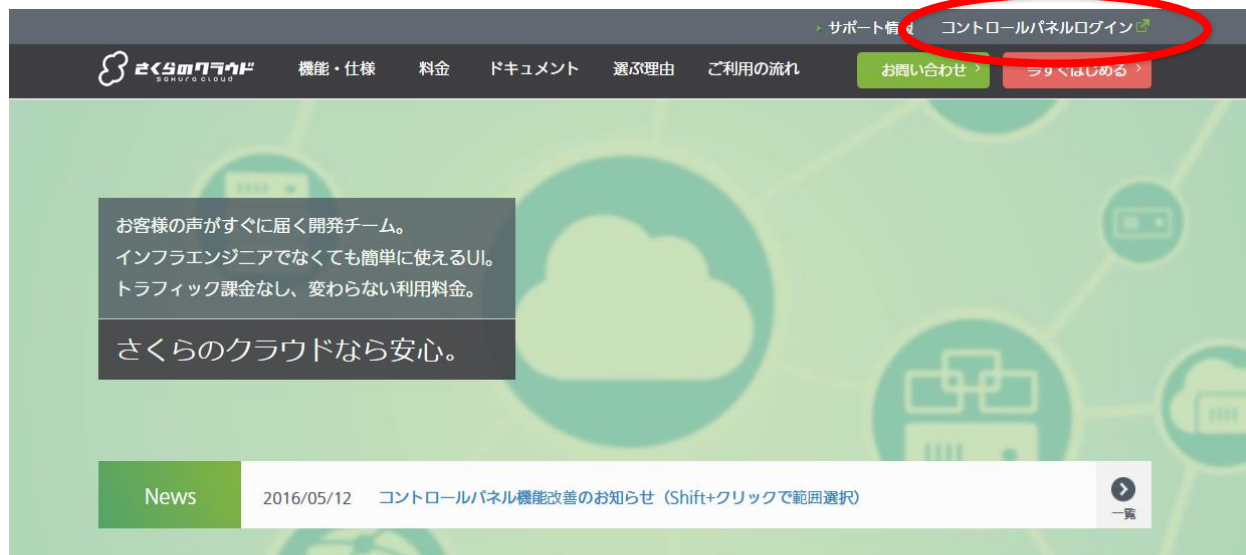 サポート情報 コントロールパネルログイン
さくらのクラウド 機能・仕様 料金 ドキュメント 選ぶ理由 ご利用の流れ お問い合わせ 今すぐはじめる
SAKURA CLOUD
お客様の声がすぐに届く開発チーム。
インフラエンジニアでなくても簡単に使えるUI。
トラフィック課金なし、変わらない利用料金。
さくらのクラウドなら安心。
News 2016/05/12 コントロールパネル機能改善のお知らせ（Shift+クリックで範囲選択）
一覧